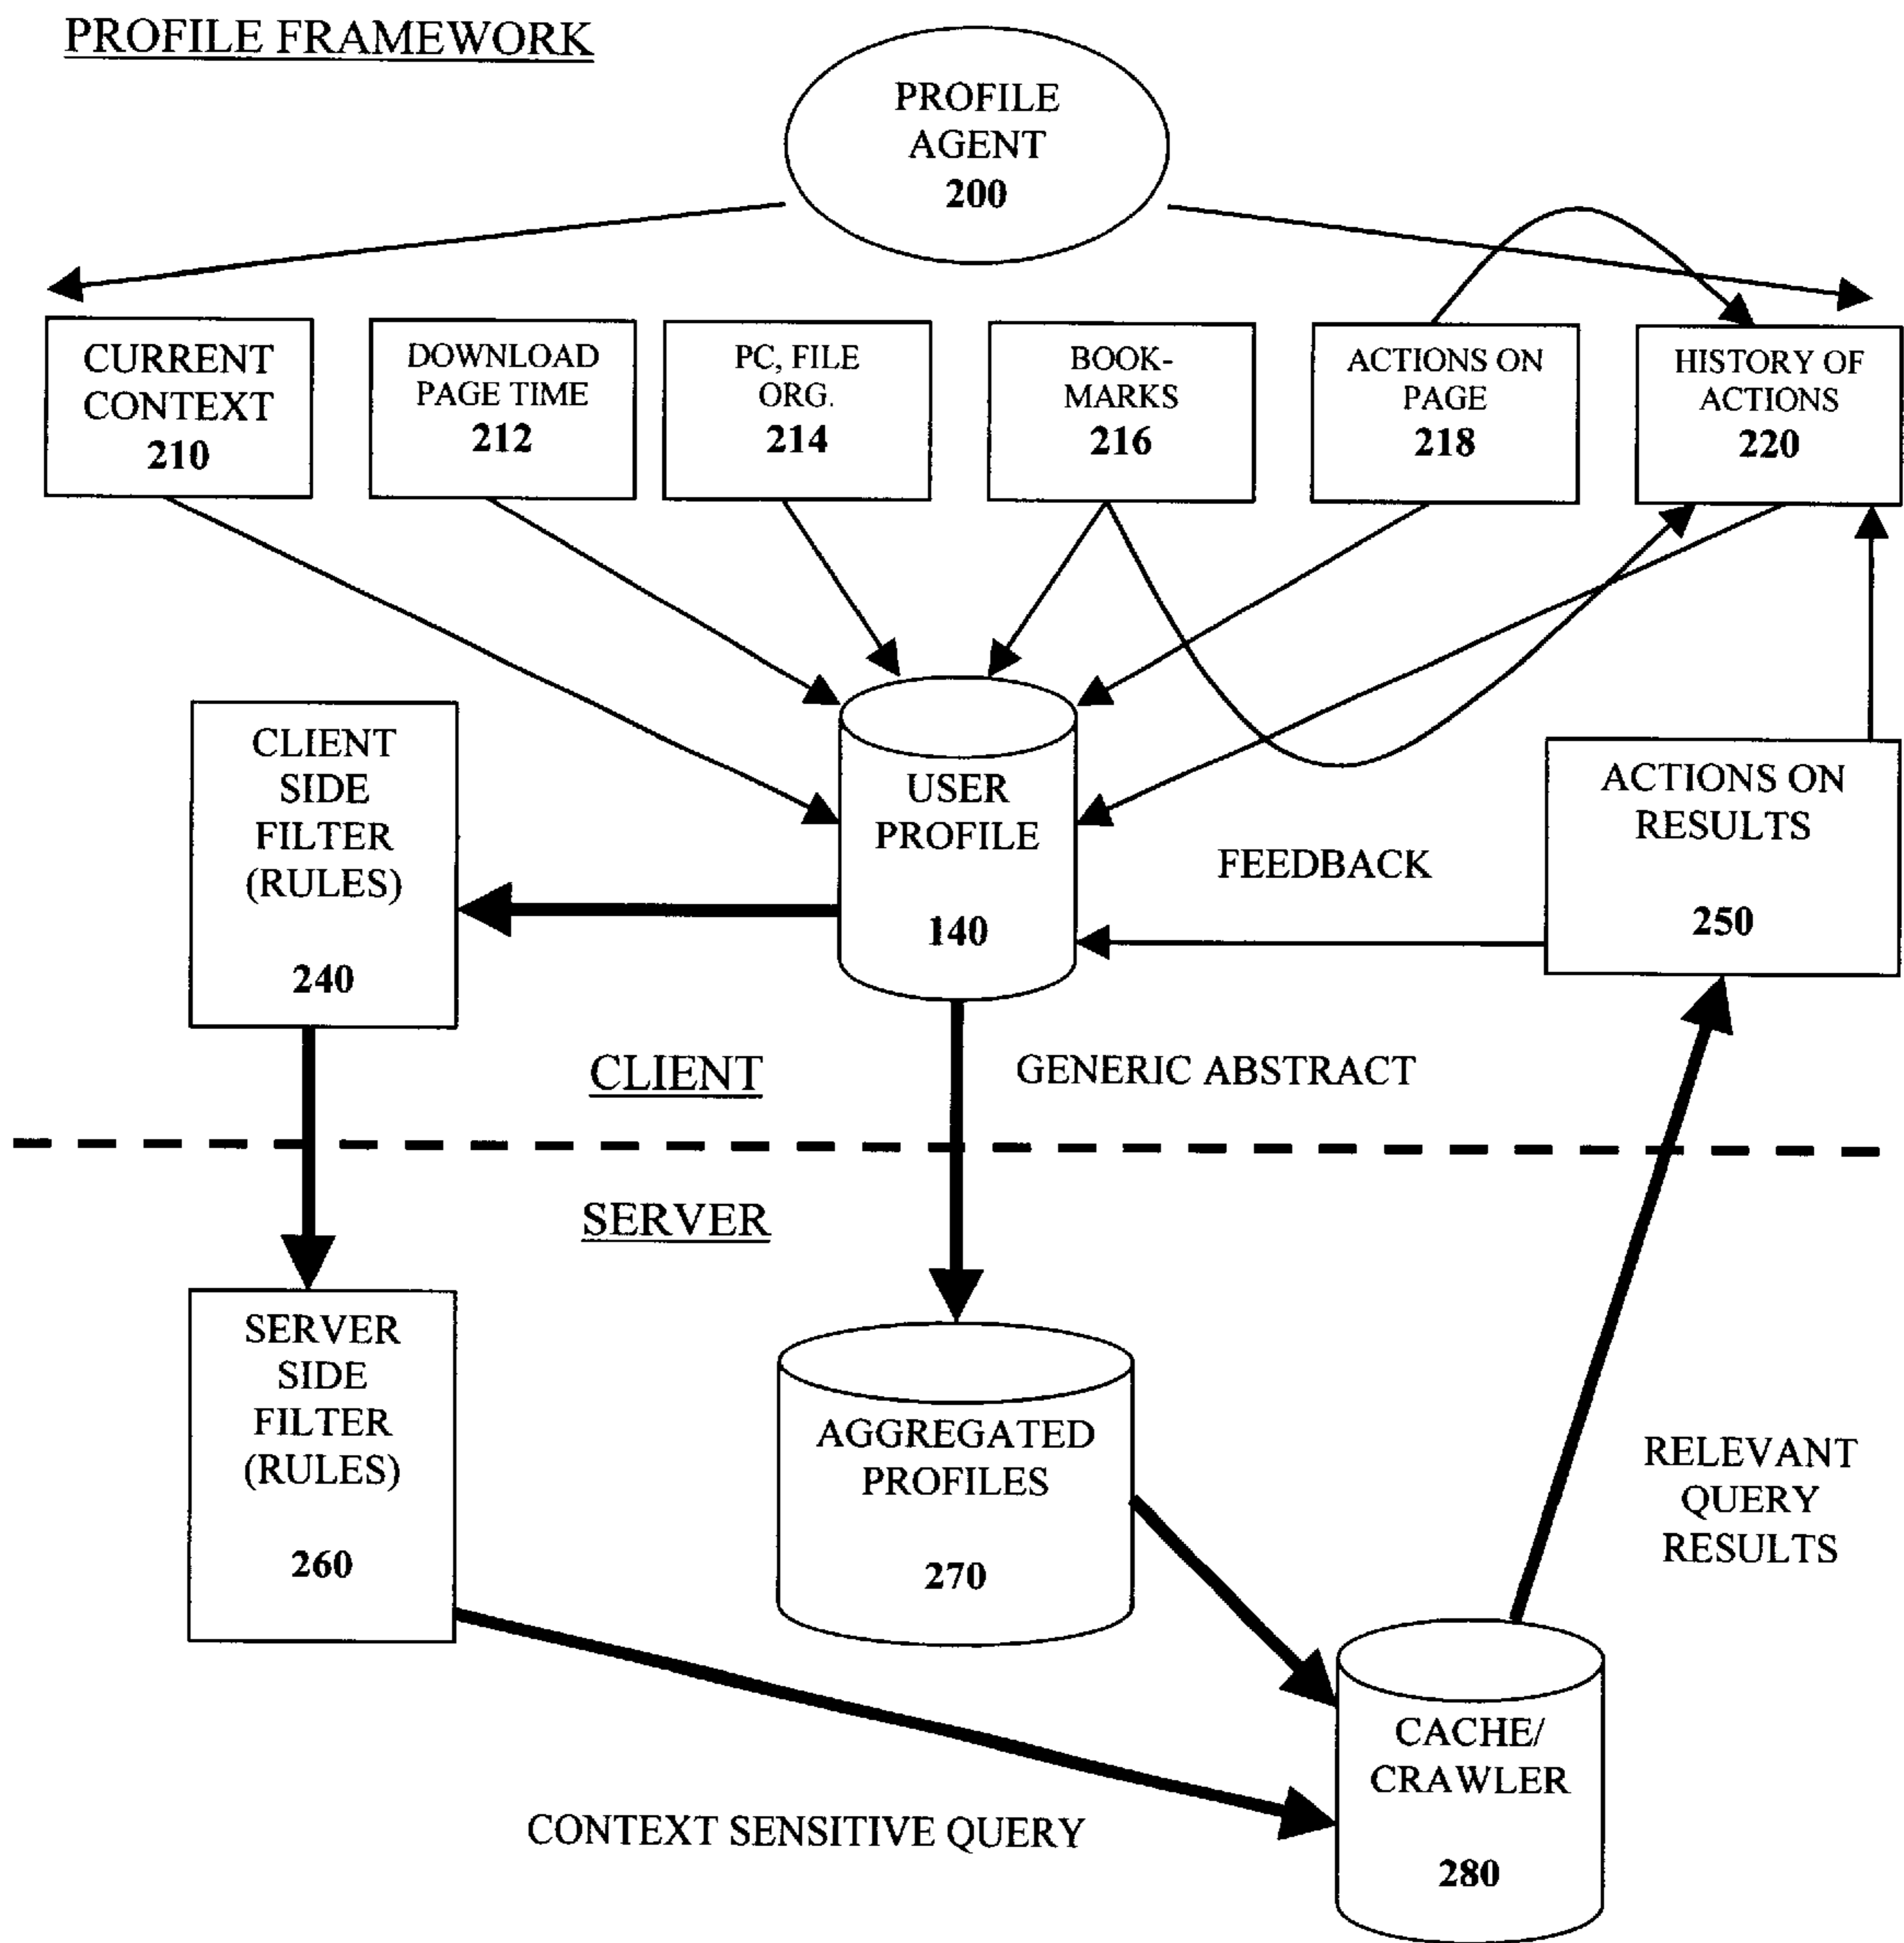 PROFILE FRAMEWORK
PROFILE
AGENT
200
CURRENT
CONTEXT
210
DOWNLOAD
PAGE TIME
212
PC, FILE
ORG.
214
BOOK-
MARKS
216
ACTIONS ON
PAGE
218
HISTORY OF
ACTIONS
220
CLIENT
SIDE
FILTER
(RULES)
240
USER
PROFILE
140
FEEDBACK
ACTIONS ON
RESULTS
250
CLIENT
GENERIC ABSTRACT
SERVER
SERVER
SIDE
FILTER
(RULES)
260
AGGREGATED
PROFILES
270
RELEVANT
QUERY
RESULTS
CACHE/
CRAWLER
280
CONTEXT SENSITIVE QUERY